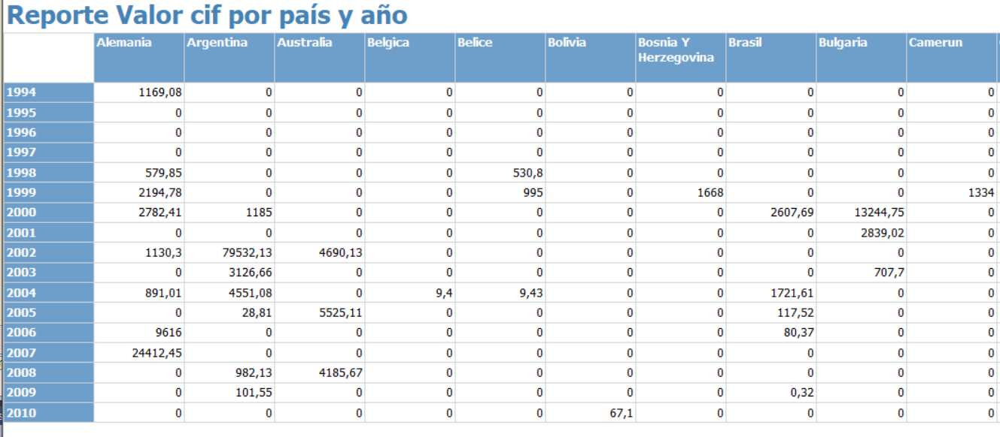 Reporte Valor cif por país y año
Alemania Argentina Australia Belgica Belice Bolivia Bosnia Y Herzegovina Brasil Bulgaria Camerun
1994 1169,08 0 0 0 0 0 0 0 0 0
1995 0 0 0 0 0 0 0 0 0 0
1996 0 0 0 0 0 0 0 0 0 0
1997 0 0 0 0 0 0 0 0 0 0
1998 579,85 0 0 0 530,8 0 0 0 0 0
1999 2194,78 0 0 0 995 0 1668 0 0 1334
2000 2782,41 1185 0 0 0 0 0 2607,69 13244,75 0
2001 0 0 0 0 0 0 0 0 2839,02 0
2002 1130,3 79532,13 4690,13 0 0 0 0 0 0 0
2003 0 3126,66 0 0 0 0 0 0 707,7 0
2004 891,01 4551,08 0 9,4 9,43 0 0 1721,61 0 0
2005 0 28,81 5525,11 0 0 0 0 117,52 0 0
2006 9616 0 0 0 0 0 0 80,37 0 0
2007 24412,45 0 0 0 0 0 0 0 0 0
2008 0 982,13 4185,67 0 0 0 0 0 0 0
2009 0 101,55 0 0 0 0 0 0,32 0 0
2010 0 0 0 0 0 67,1 0 0 0 0